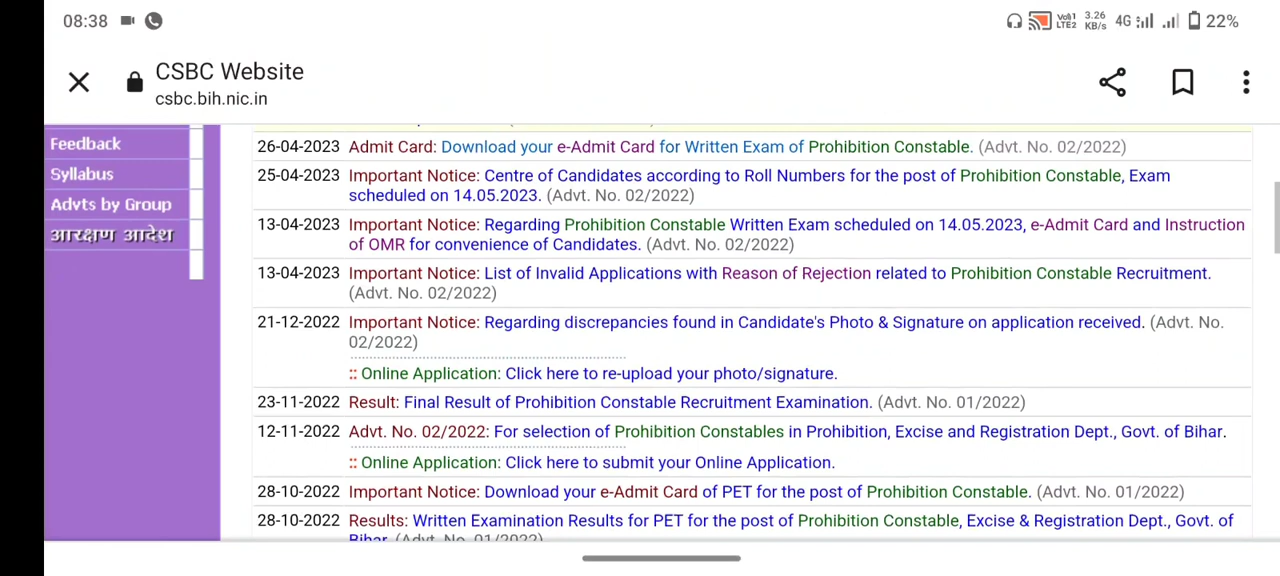 08:38
Vo))1 LTE2 3.26 KB/s 4G 22%
CSBC Website
csbc.bih.nic.in
Feedback
Syllabus
Advts by Group
आरक्षण आदेश
26-04-2023 Admit Card: Download your e-Admit Card for Written Exam of Prohibition Constable. (Advt. No. 02/2022)
25-04-2023 Important Notice: Centre of Candidates according to Roll Numbers for the post of Prohibition Constable, Exam
scheduled on 14.05.2023. (Advt. No. 02/2022)
13-04-2023 Important Notice: Regarding Prohibition Constable Written Exam scheduled on 14.05.2023, e-Admit Card and Instruction
of OMR for convenience of Candidates. (Advt. No. 02/2022)
13-04-2023 Important Notice: List of Invalid Applications with Reason of Rejection related to Prohibition Constable Recruitment.
(Advt. No. 02/2022)
21-12-2022 Important Notice: Regarding discrepancies found in Candidate's Photo & Signature on application received. (Advt. No.
02/2022)
:: Online Application: Click here to re-upload your photo/signature.
23-11-2022 Result: Final Result of Prohibition Constable Recruitment Examination. (Advt. No. 01/2022)
12-11-2022 Advt. No. 02/2022: For selection of Prohibition Constables in Prohibition, Excise and Registration Dept., Govt. of Bihar.
:: Online Application: Click here to submit your Online Application.
28-10-2022 Important Notice: Download your e-Admit Card of PET for the post of Prohibition Constable. (Advt. No. 01/2022)
28-10-2022 Results: Written Examination Results for PET for the post of Prohibition Constable, Excise & Registration Dept., Govt. of
Bihar. (Advt. No. 01/2022)